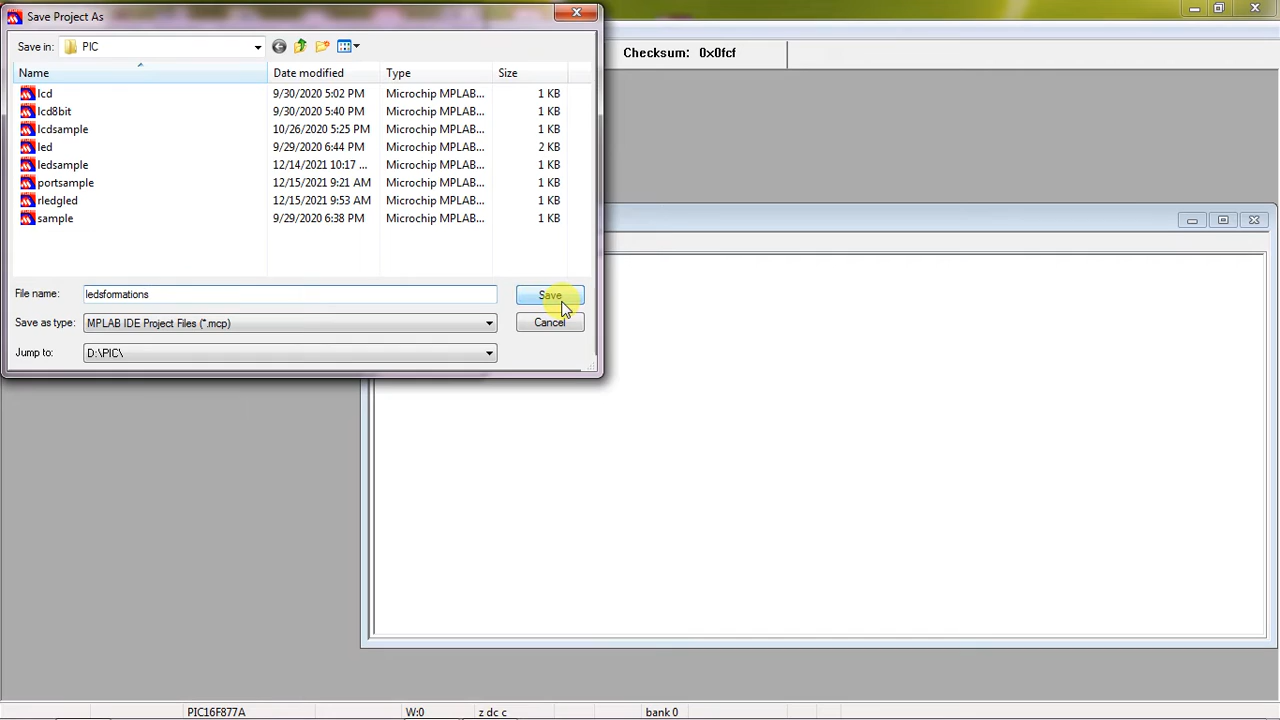 Save Project As
Save in: PIC
Checksum: 0x0fcf
Name Date modified Type Size
lcd 9/30/2020 5:02 PM Microchip MPLAB... 1 KB
lcd8bit 9/30/2020 5:40 PM Microchip MPLAB... 1 KB
lcdsample 10/26/2020 5:25 PM Microchip MPLAB... 1 KB
led 9/29/2020 6:44 PM Microchip MPLAB... 2 KB
ledsample 12/14/2021 10:17 ... Microchip MPLAB... 1 KB
portsample 12/15/2021 9:21 AM Microchip MPLAB... 1 KB
rledgled 12/15/2021 9:53 AM Microchip MPLAB... 1 KB
sample 9/29/2020 6:38 PM Microchip MPLAB... 1 KB
File name: ledsformations Save
Save as type: MPLAB IDE Project Files (*.mcp) Cancel
Jump to: D:\PIC\
PIC16F877A W:0 z dc c bank 0